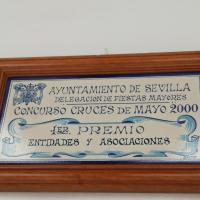 AYUNTAMIENTO DE SEVILLA
DELEGACION DE FIESTAS MAYORES
CONCURSO CRUCES DE MAYO 2000
1ER. PREMIO
ENTIDADES Y ASOCIACIONES